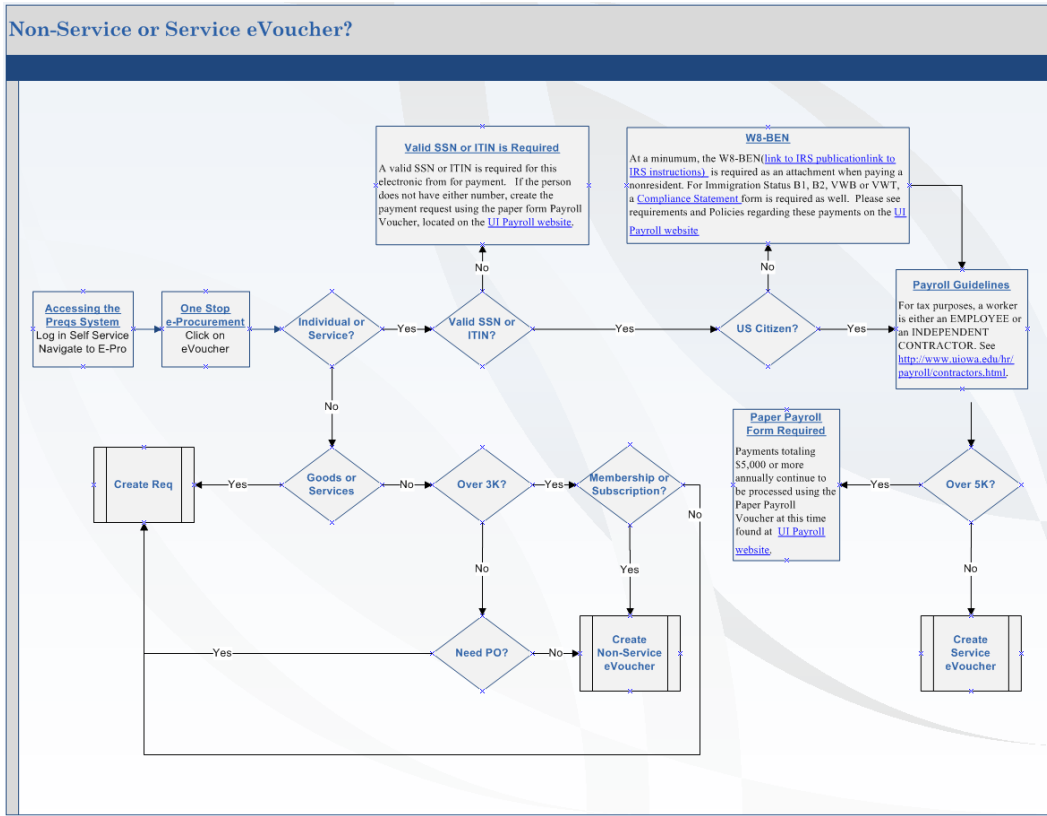 Non-Service or Service eVoucher?
Valid SSN or ITIN is Required
A valid SSN or ITIN is required for this
electronic from for payment. If the person
does not have either number, create the
payment request using the paper form Payroll
Voucher, located on the UI Payroll website.
W8-BEN
At a minumum, the W8-BEN(link to IRS publicationlink to
IRS instructions) is required as an attachment when paying a
nonresident. For Immigration Status B1, B2, VWB or VWT,
a Compliance Statement form is required as well. Please see
requirements and Policies regarding these payments on the UI
Payroll website
No
No
Accessing the
Preqs System
Log in Self Service
Navigate to E-Pro
One Stop
e-Procurement
Click on
eVoucher
Individual or
Service?
Yes
Valid SSN or
ITIN?
Yes
US Citizen?
Yes
Payroll Guidelines
For tax purposes, a worker
is either an EMPLOYEE or
an INDEPENDENT
CONTRACTOR. See
http://www.uiowa.edu/hr/
payroll/contractors.html.
No
Create Req
Yes
Goods or
Services
No
Over 3K?
Yes
Membership or
Subscription?
No
Paper Payroll
Form Required
Payments totaling
$5,000 or more
annually continue to
be processed using the
Paper Payroll
Voucher at this time
found at UI Payroll
website.
Yes
Over 5K?
No
Yes
No
Yes
Need PO?
No
Create
Non-Service
eVoucher
Create
Service
eVoucher